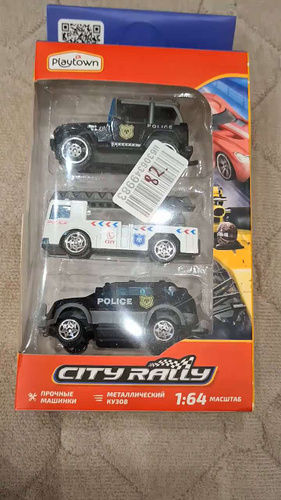 Playtown
POLICE
82
POLICE
CITY RALLY
ПРОЧНЫЕ
МАШИНКИ
МЕТАЛЛИЧЕСКИЙ
КУЗОВ
1:64 МАСШТАБ